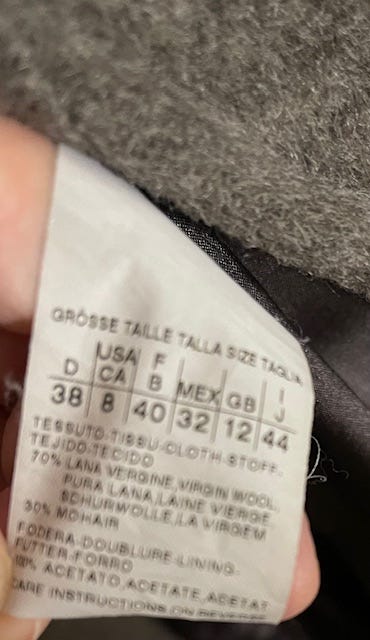 GRÖSSE TAILLE TALLA SIZE TAGLIA
D USA CA F B MEX GB I J
38 8 40 32 12 44
TESSUTO-TISSU-CLOTH-STOFF-
TEJIDO-TECIDO
70% LANA VERGINE, VIRGIN WOOL,
PURA LANA, LAINE VIERGE,
SCHURWOLLE, LA VIRGEM
30% MOHAIR
FODERA-DOUBLURE-LINING-
FUTTER-FORRO
100% ACETATO, ACETATE, ACETAT
CARE INSTRUCTIONS ON REVERSE